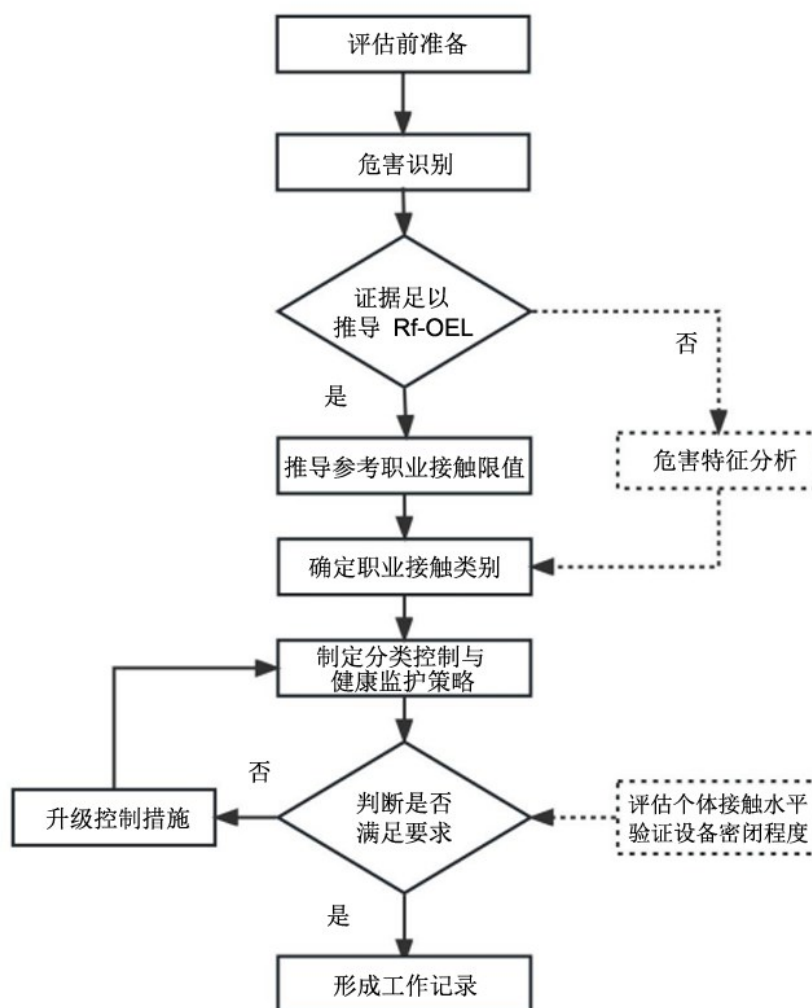 评估前准备
危害识别
证据足以
推导 Rf-OEL
否
是
推导参考职业接触限值
危害特征分析
确定职业接触类别
制定分类控制与
健康监护策略
否
升级控制措施
判断是否
满足要求
评估个体接触水平
验证设备密闭程度
是
形成工作记录